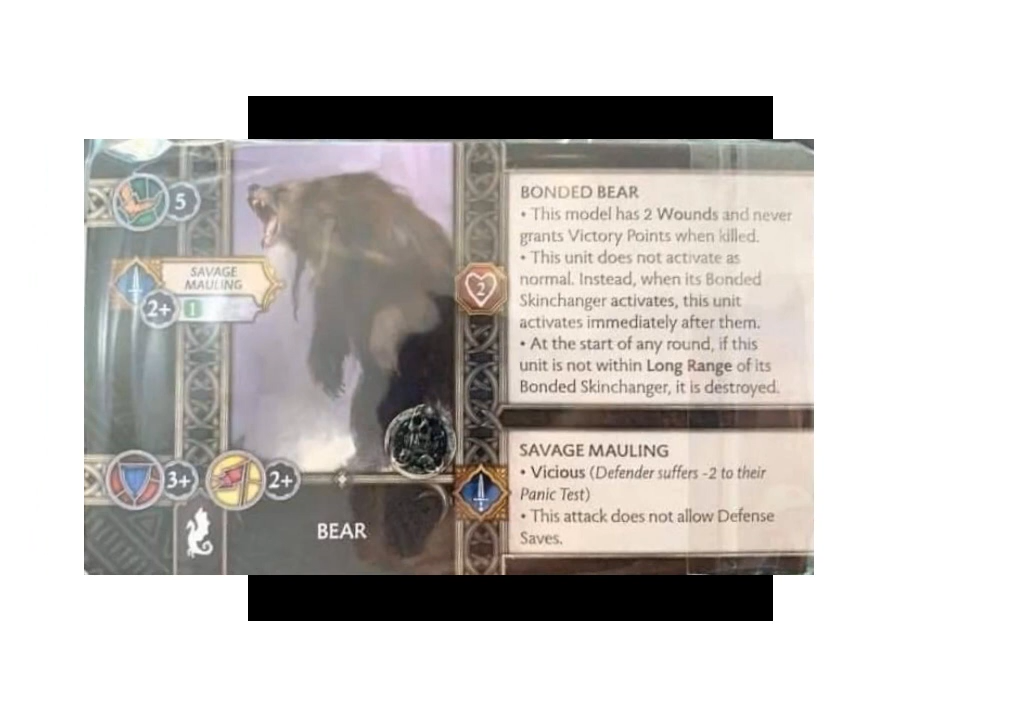 5
SAVAGE
MAULING
2+ 1
3+ 2+
BEAR
2
BONDED BEAR
• This model has 2 Wounds and never
grants Victory Points when killed.
• This unit does not activate as
normal. Instead, when its Bonded
Skinchanger activates, this unit
activates immediately after them.
• At the start of any round, if this
unit is not within Long Range of its
Bonded Skinchanger, it is destroyed.
SAVAGE MAULING
• Vicious (Defender suffers -2 to their
Panic Test)
• This attack does not allow Defense
Saves.